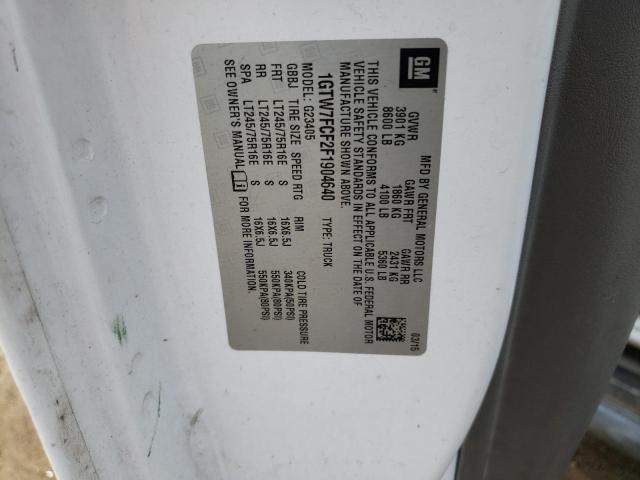 GM
MFD BY GENERAL MOTORS LLC
03/15
GVWR GAWR FRT GAWR RR
3901 KG 1860 KG 2431 KG
8600 LB 4100 LB 5360 LB
THIS VEHICLE CONFORMS TO ALL APPLICABLE U.S. FEDERAL MOTOR
VEHICLE SAFETY STANDARDS IN EFFECT ON THE DATE OF
MANUFACTURE SHOWN ABOVE.
1GTW7FCF2F1904640 TYPE: TRUCK
G23405
GBBJ TIRE SIZE SPEED RTG RIM COLD TIRE PRESSURE
FRT LT245/75R16E S 16X6.5J 340KPA(50PSI)
RR LT245/75R16E S 16X6.5J 550KPA(80PSI)
SPA LT245/75R16E S 16X6.5J 550KPA(80PSI)
SEE OWNER'S MANUAL FOR MORE INFORMATION.